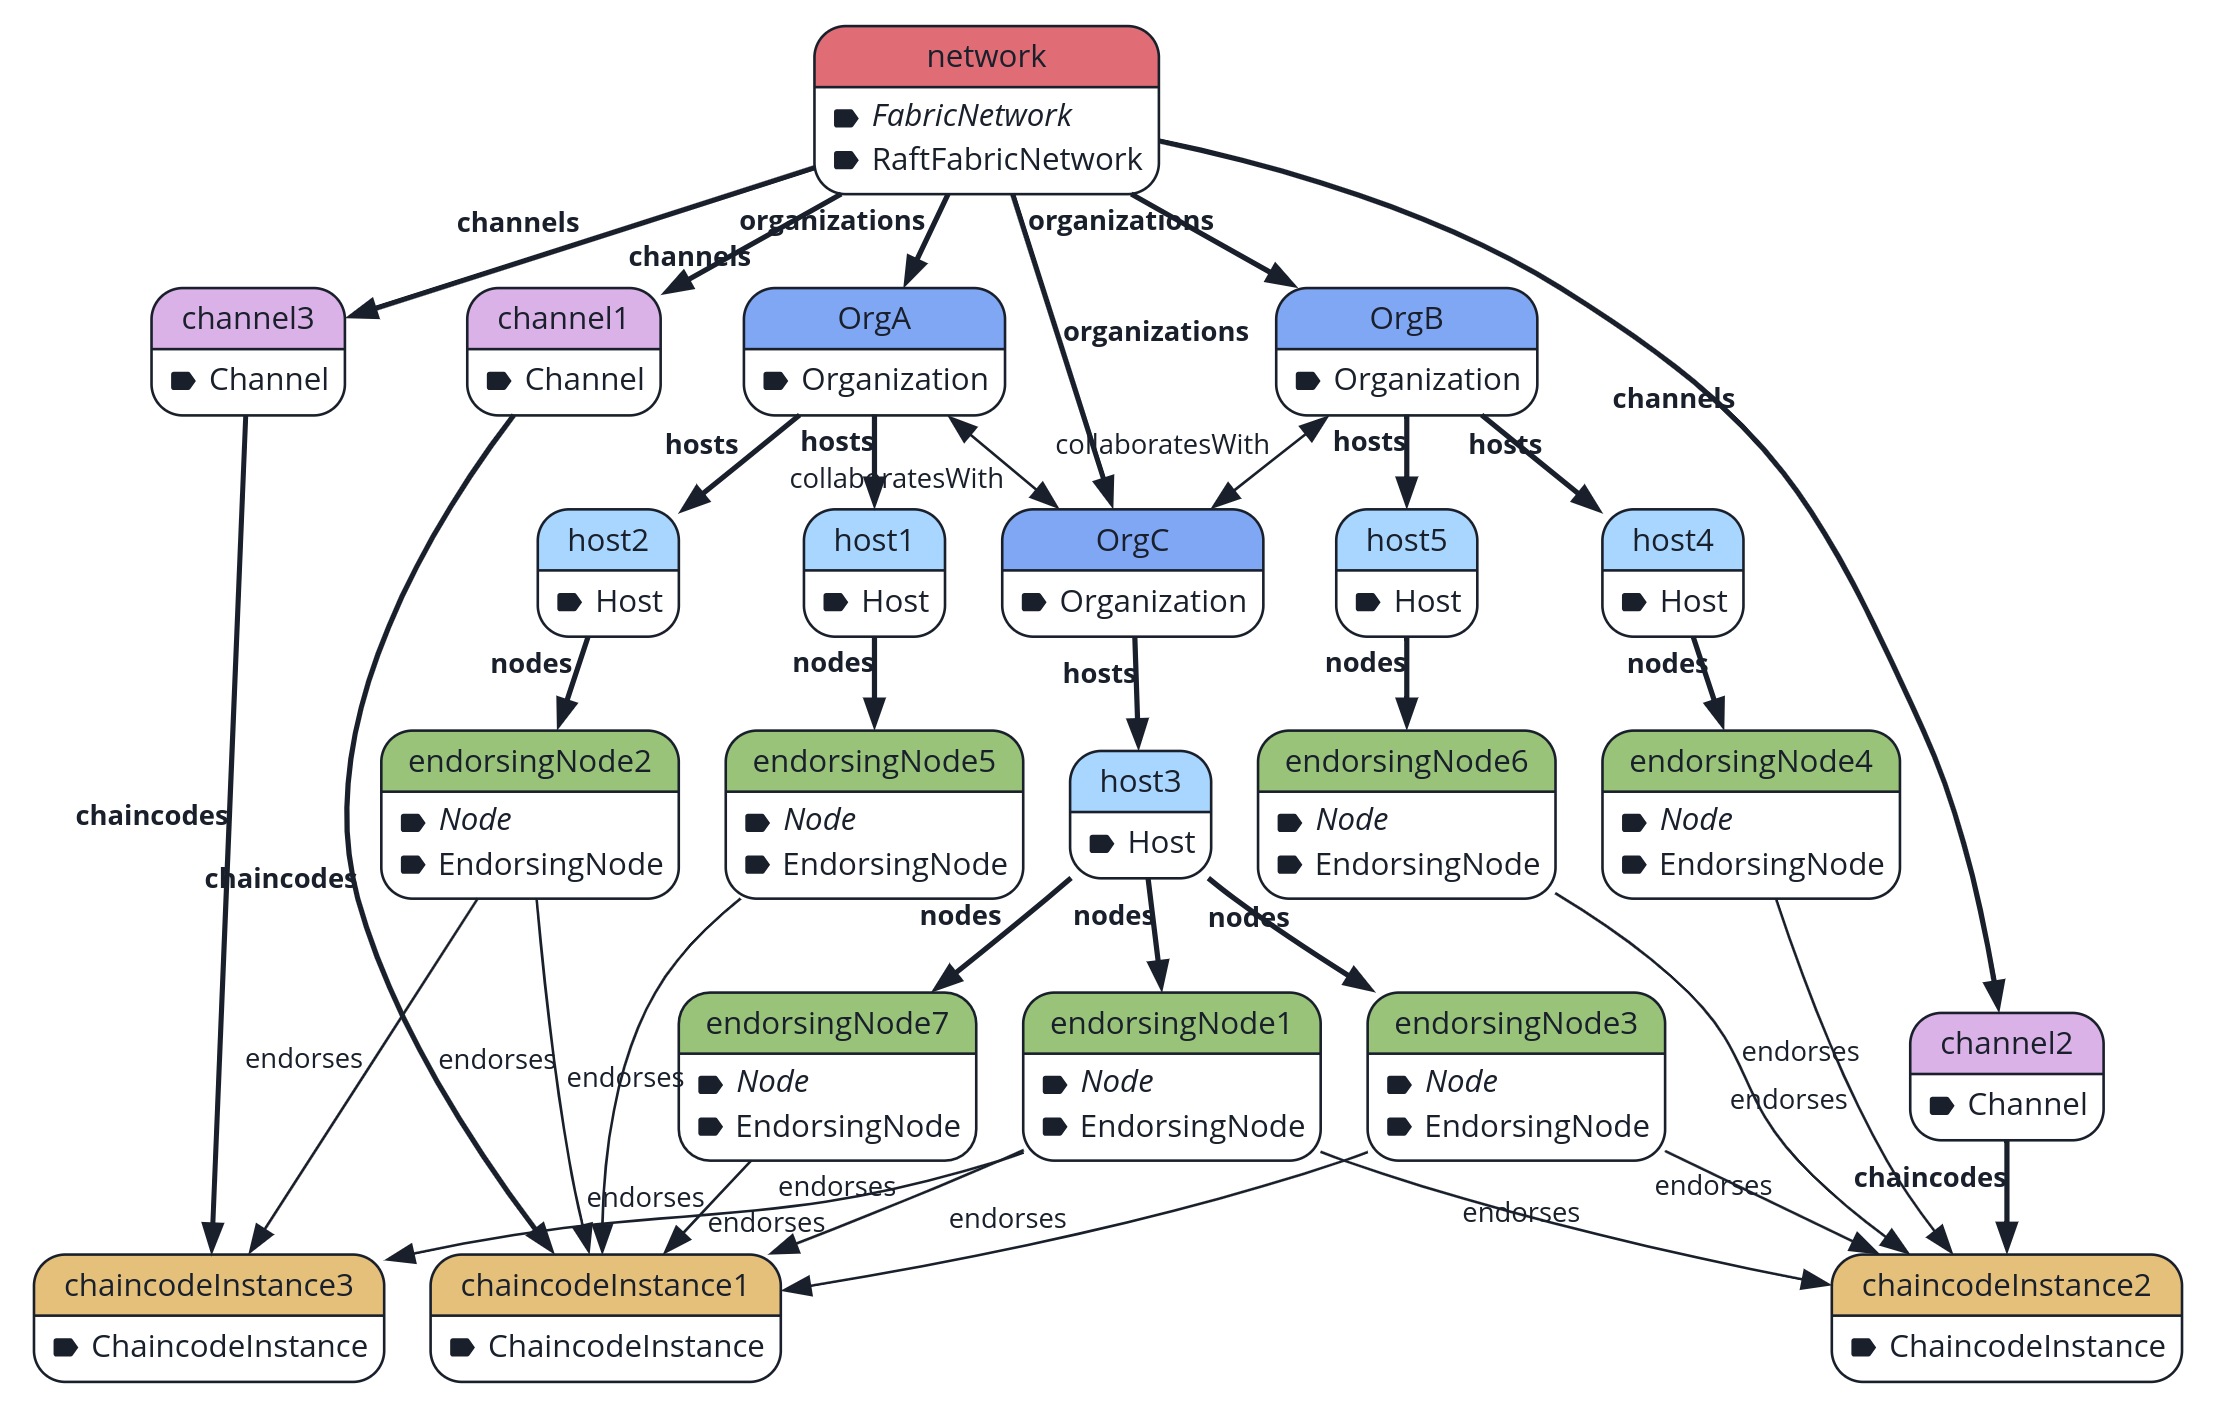 network
FabricNetwork
RaftFabricNetwork
channels
organizations
organizations
channels
channel3
Channel
channel1
Channel
OrgA
Organization
OrgB
Organization
organizations
channels
hosts
hosts
collaboratesWith
collaboratesWith
hosts
hosts
host2
Host
host1
Host
OrgC
Organization
host5
Host
host4
Host
nodes
nodes
hosts
nodes
nodes
endorsingNode2
Node
EndorsingNode
endorsingNode5
Node
EndorsingNode
host3
Host
endorsingNode6
Node
EndorsingNode
endorsingNode4
Node
EndorsingNode
chaincodes
chaincodes
nodes
nodes
nodes
endorsingNode7
Node
EndorsingNode
endorsingNode1
Node
EndorsingNode
endorsingNode3
Node
EndorsingNode
channel2
Channel
endorses
endorses
endorses
endorses
endorses
endorses
endorses
endorses
endorses
endorses
endorses
chaincodes
chaincodeInstance3
ChaincodeInstance
chaincodeInstance1
ChaincodeInstance
chaincodeInstance2
ChaincodeInstance